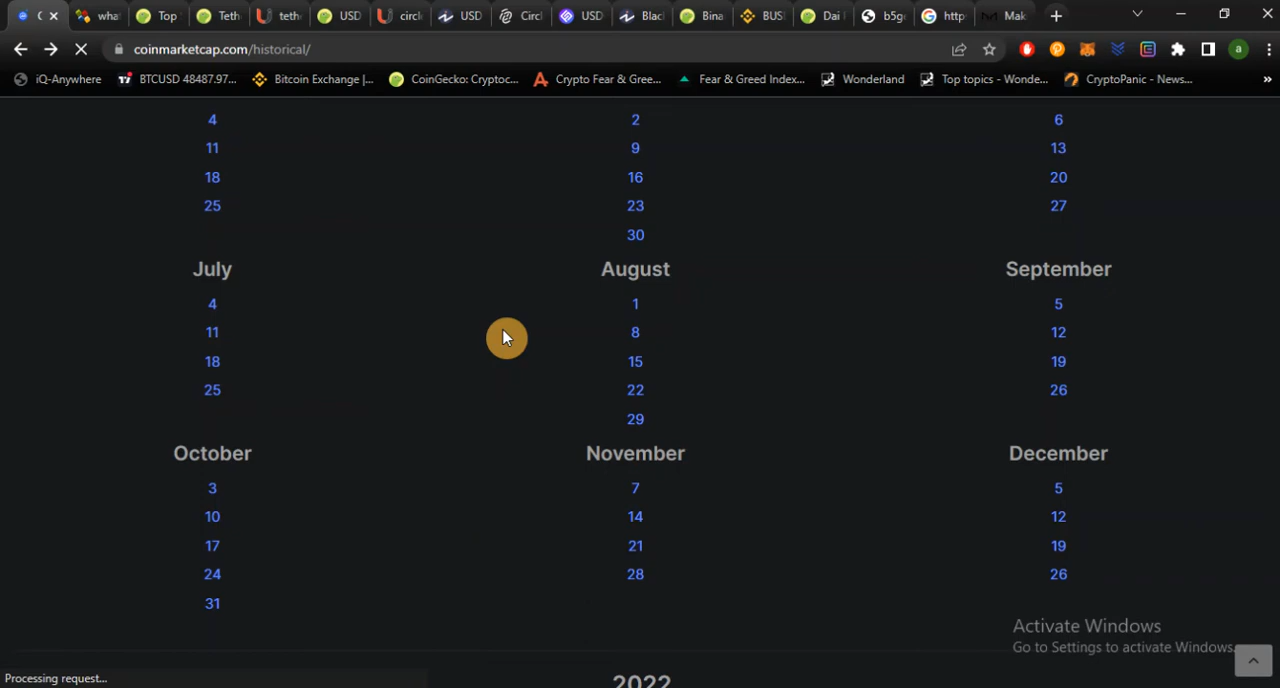 what Top Teth tethe USD circl USD Circl USD Blac Bina BUS Dai b5g http Mak
coinmarketcap.com/historical/ a
iQ-Anywhere BTCUSD 48487.97... Bitcoin Exchange |... CoinGecko: Cryptoc... Crypto Fear & Gree... Fear & Greed Index... Wonderland Top topics - Wonde... CryptoPanic - News... »
4 2 6
11 9 13
18 16 20
25 23 27
30
July August September
4 1 5
11 8 12
18 15 19
25 22 26
29
October November December
3 7 5
10 14 12
17 21 19
24 28 26
31
Activate Windows
Go to Settings to activate Windows.
Processing request...
2022